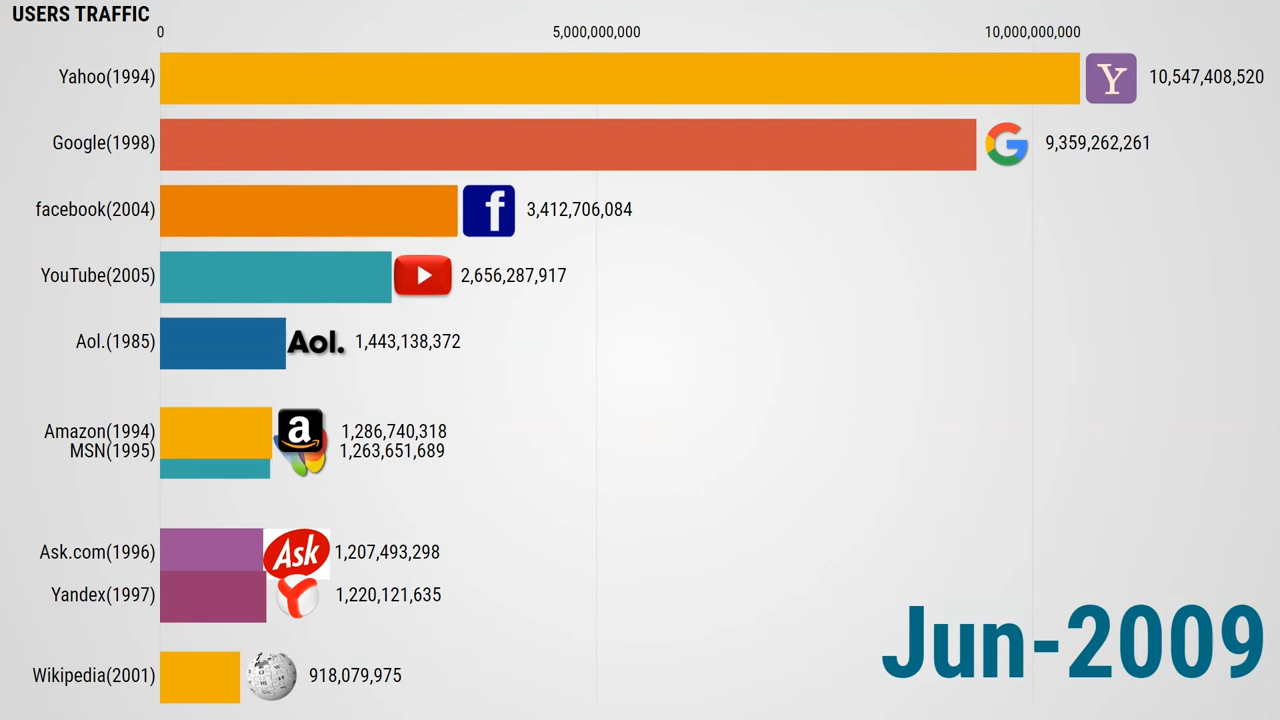 USERS TRAFFIC
0 5,000,000,000 10,000,000,000
Yahoo(1994) Y 10,547,408,520
Google(1998) G 9,359,262,261
facebook(2004) f 3,412,706,084
YouTube(2005) 2,656,287,917
Aol.(1985) Aol. 1,443,138,372
Amazon(1994) a 1,286,740,318
MSN(1995) 1,263,651,689
Ask.com(1996) Ask 1,207,493,298
Yandex(1997) Y 1,220,121,635
Wikipedia(2001) 918,079,975
Jun-2009